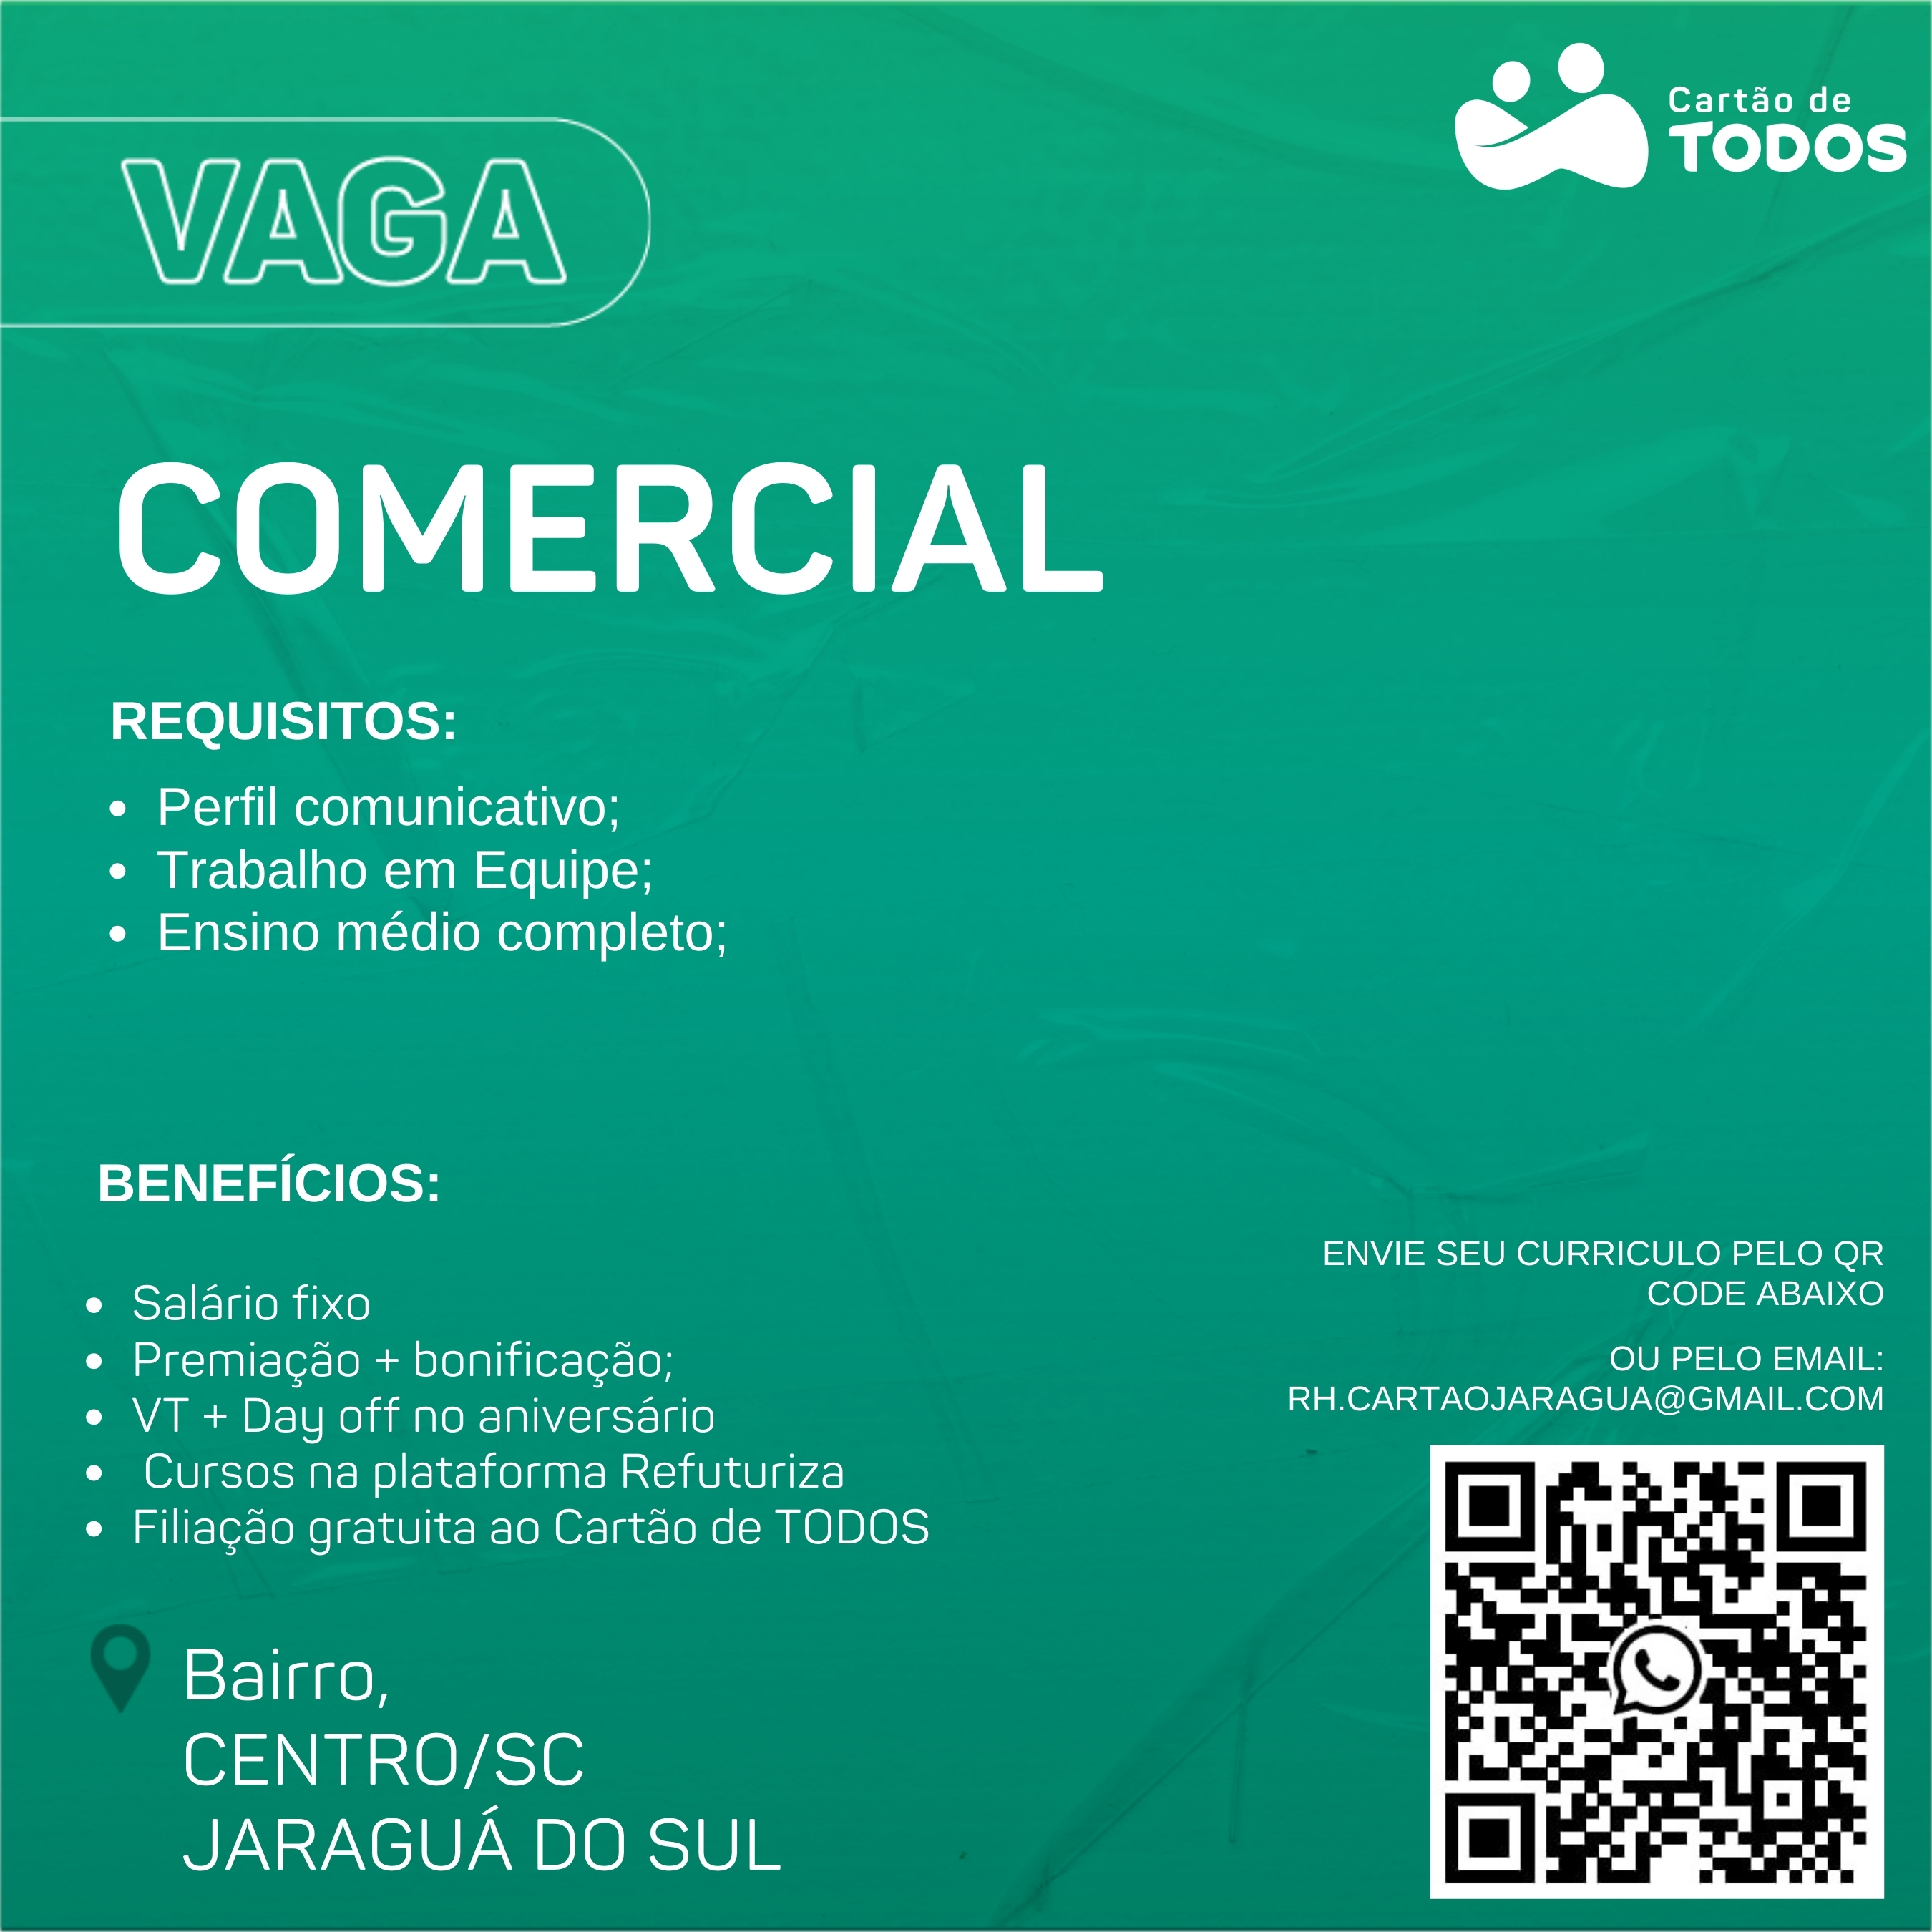 VAGA
Cartão de
TODOS
COMERCIAL
REQUISITOS:
• Perfil comunicativo;
• Trabalho em Equipe;
• Ensino médio completo;
BENEFÍCIOS:
• Salário fixo
• Premiação + bonificação;
• VT + Day off no aniversário
• Cursos na plataforma Refuturiza
• Filiação gratuita ao Cartão de TODOS
Bairro,
CENTRO/SC
JARAGUÁ DO SUL
ENVIE SEU CURRICULO PELO QR
CODE ABAIXO
OU PELO EMAIL:
RH.CARTAOJARAGUA@GMAIL.COM